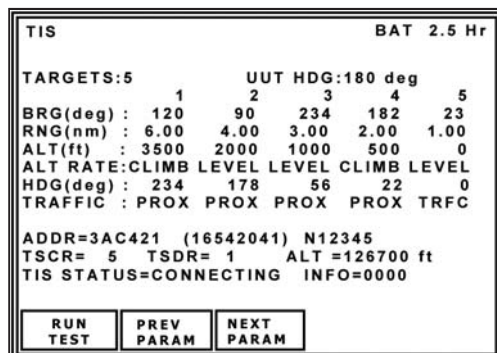 TIS BAT 2.5 Hr
TARGETS:5 UUT HDG:180 deg
1 2 3 4 5
BRG(deg) : 120 90 234 182 23
RNG(nm) : 6.00 4.00 3.00 2.00 1.00
ALT(ft) : 3500 2000 1000 500 0
ALT RATE:CLIMB LEVEL LEVEL CLIMB LEVEL
HDG(deg) : 234 178 56 22 0
TRAFFIC : PROX PROX PROX PROX TRFC
ADDR=3AC421 (16542041) N12345
TSCR= 5 TSDR= 1 ALT =126700 ft
TIS STATUS=CONNECTING INFO=0000
RUN TEST
PREV PARAM
NEXT PARAM